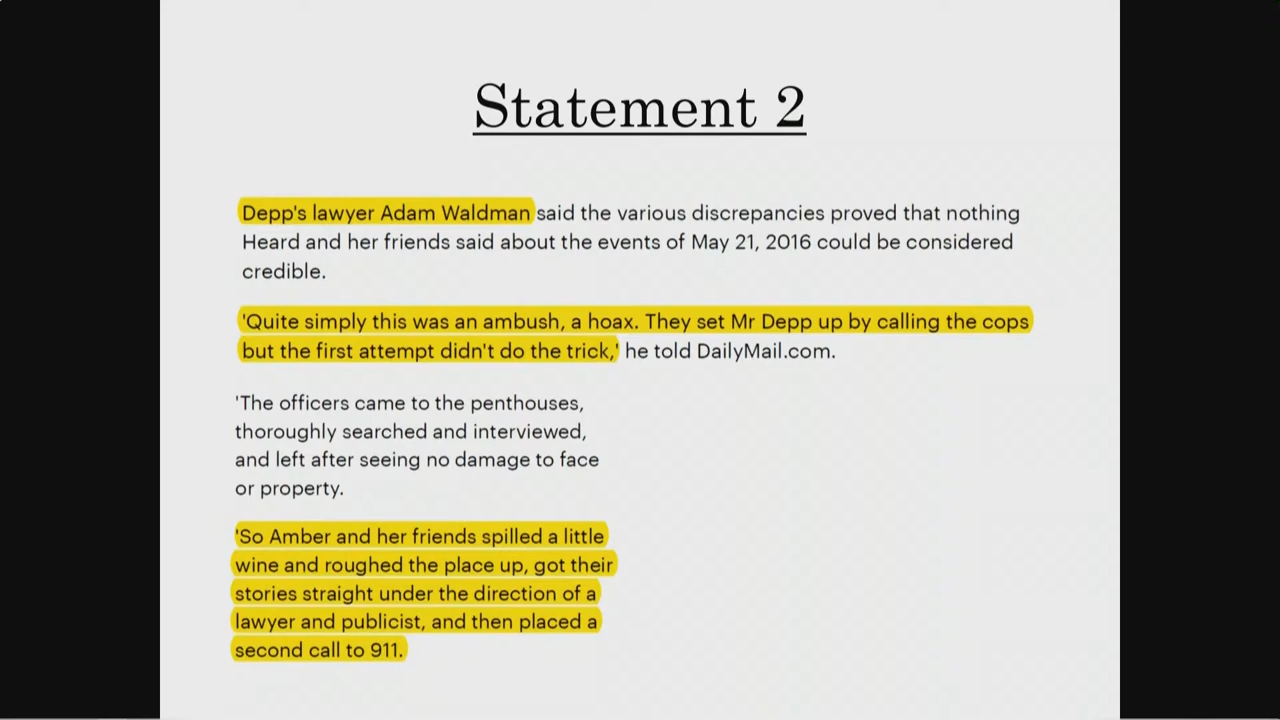 Statement 2
Depp's lawyer Adam Waldman said the various discrepancies proved that nothing
Heard and her friends said about the events of May 21, 2016 could be considered
credible.
'Quite simply this was an ambush, a hoax. They set Mr Depp up by calling the cops
but the first attempt didn't do the trick,' he told DailyMail.com.
'The officers came to the penthouses,
thoroughly searched and interviewed,
and left after seeing no damage to face
or property.
'So Amber and her friends spilled a little
wine and roughed the place up, got their
stories straight under the direction of a
lawyer and publicist, and then placed a
second call to 911.